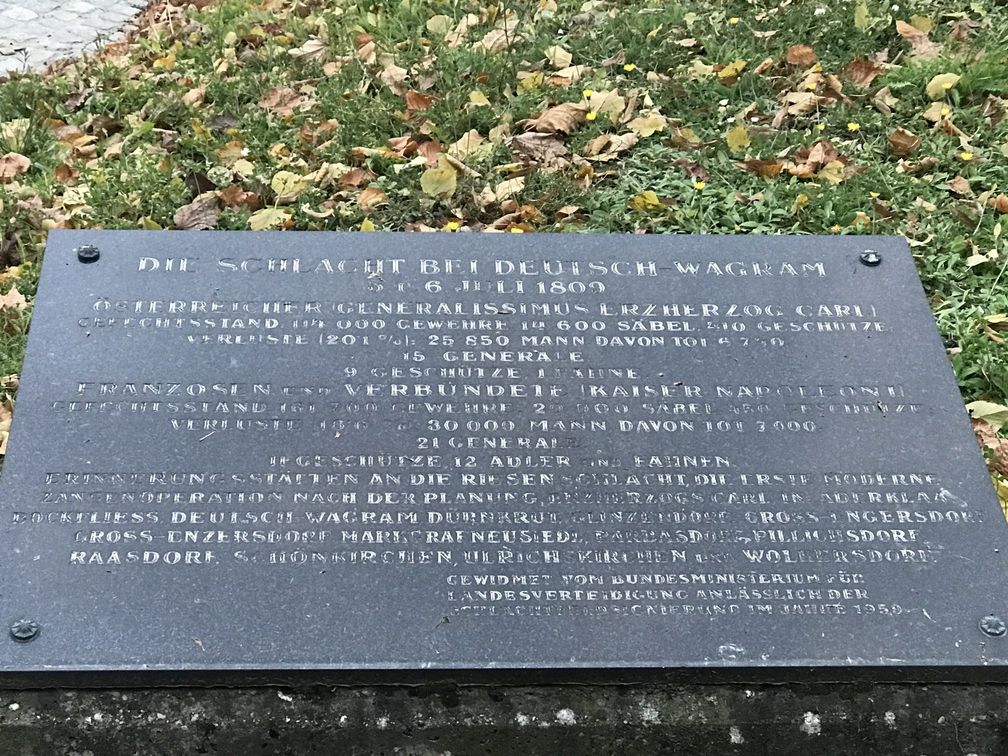 DIE SCHLACHT BEI DEUTSCH-WAGRAM
5 U. 6. JULI 1809
ÖSTERREICHER (GENERALISSIMUS ERZHERZOG CARL)
GEFECHTSSTAND, 000 GEWEHRE 14 600 SÄBEL, 410 GESCHÜTZE,
VERLUSTE 25 850 MANN DAVON TOT
15 GENERALE
9 GESCHÜTZE 1 FAHNE
FRANZOSEN UND VERBÜNDETE (KAISER NAPOLEON I)
GEFECHTSSTAND GEWEHRE SÄBEL GESCHÜTZE
VERLUSTE 30 000 MANN DAVON TOT 7 000
21 GENERALE
11 GESCHÜTZE, 12 ADLER UND FAHNEN.
ERINNERUNGSSTÄTTEN AN DIE RIESENSCHLACHT, DIE ERSTE MODERNE
ZANGENOPERATION NACH DER PLANUNG ERZHERZOGS CARL IN ADERKLAA,
BOCKFLIESS, DEUTSCH-WAGRAM, DÜRNKRUT, GLINZENDORF, GROSS-ENGERSDORF
GROSS-ENZERSDORF, MARKGRAFNEUSIEDL, PARBASDORF, PILLICHSDORF,
RAASDORF, SCHÖNKIRCHEN, ULRICHSKIRCHEN UND WOLKERSDORF.
GEWIDMET VOM BUNDESMINISTERIUM FÜR
LANDESVERTEIDIGUNG ANLÄSSLICH DER
IM JAHRE 1959